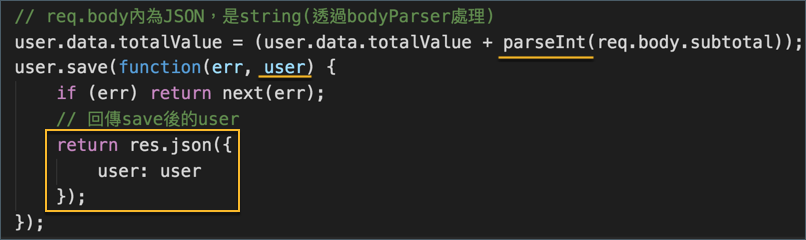 // req.body內為JSON，是string(透過bodyParser處理)
user.data.totalValue = (user.data.totalValue + parseInt(req.body.subtotal));
user.save(function(err, user) {
    if (err) return next(err);
    // 回傳save後的user
    return res.json({
        user: user
    });
});